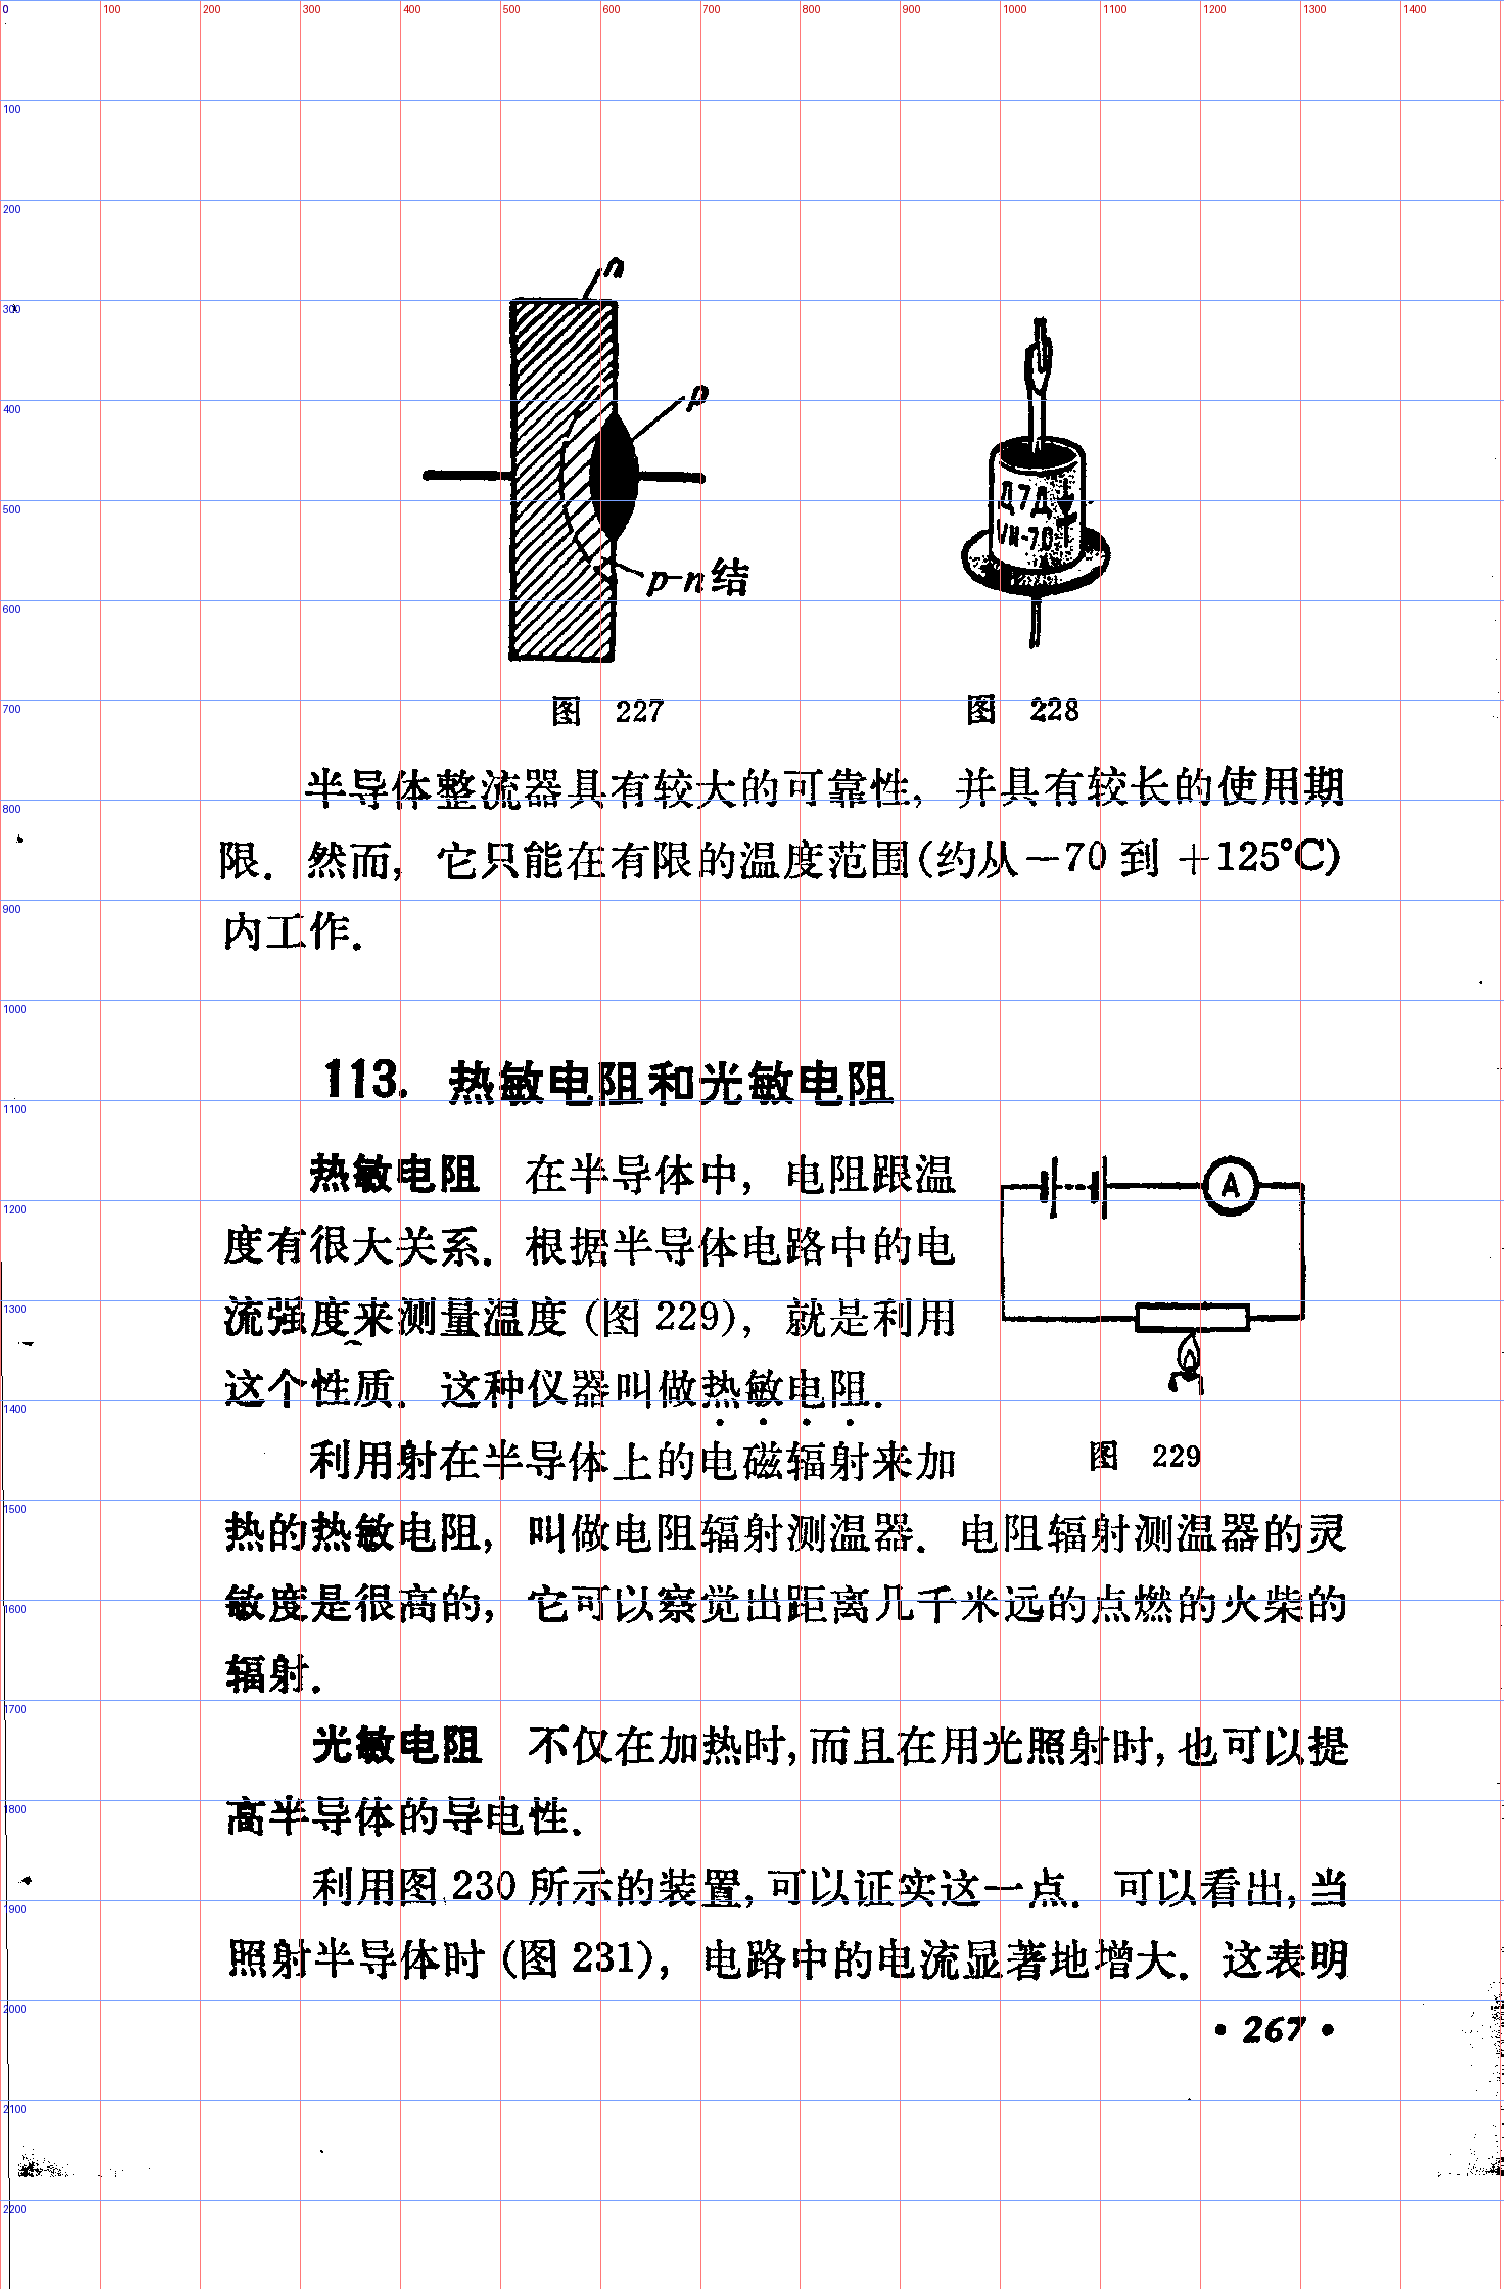 n
p
p-n结
Д7Д
VII-70
图 227
图 228
半导体整流器具有较大的可靠性，并具有较长的使用期
限．然而，它只能在有限的温度范围(约从－70 到 ＋125°C)
内工作．
113. 热敏电阻和光敏电阻
热敏电阻 在半导体中，电阻跟温
度有很大关系．根据半导体电路中的电
流强度来测量温度 (图 229)，就是利用
这个性质．这种仪器叫做热敏电阻．
A
图 229
利用射在半导体上的电磁辐射来加
热的热敏电阻，叫做电阻辐射测温器．电阻辐射测温器的灵
敏度是很高的，它可以察觉出距离几千米远的点燃的火柴的
辐射．
光敏电阻 不仅在加热时，而且在用光照射时，也可以提
高半导体的导电性．
利用图 230 所示的装置，可以证实这一点．可以看出，当
照射半导体时 (图 231)，电路中的电流显著地增大．这表明
• 267 •